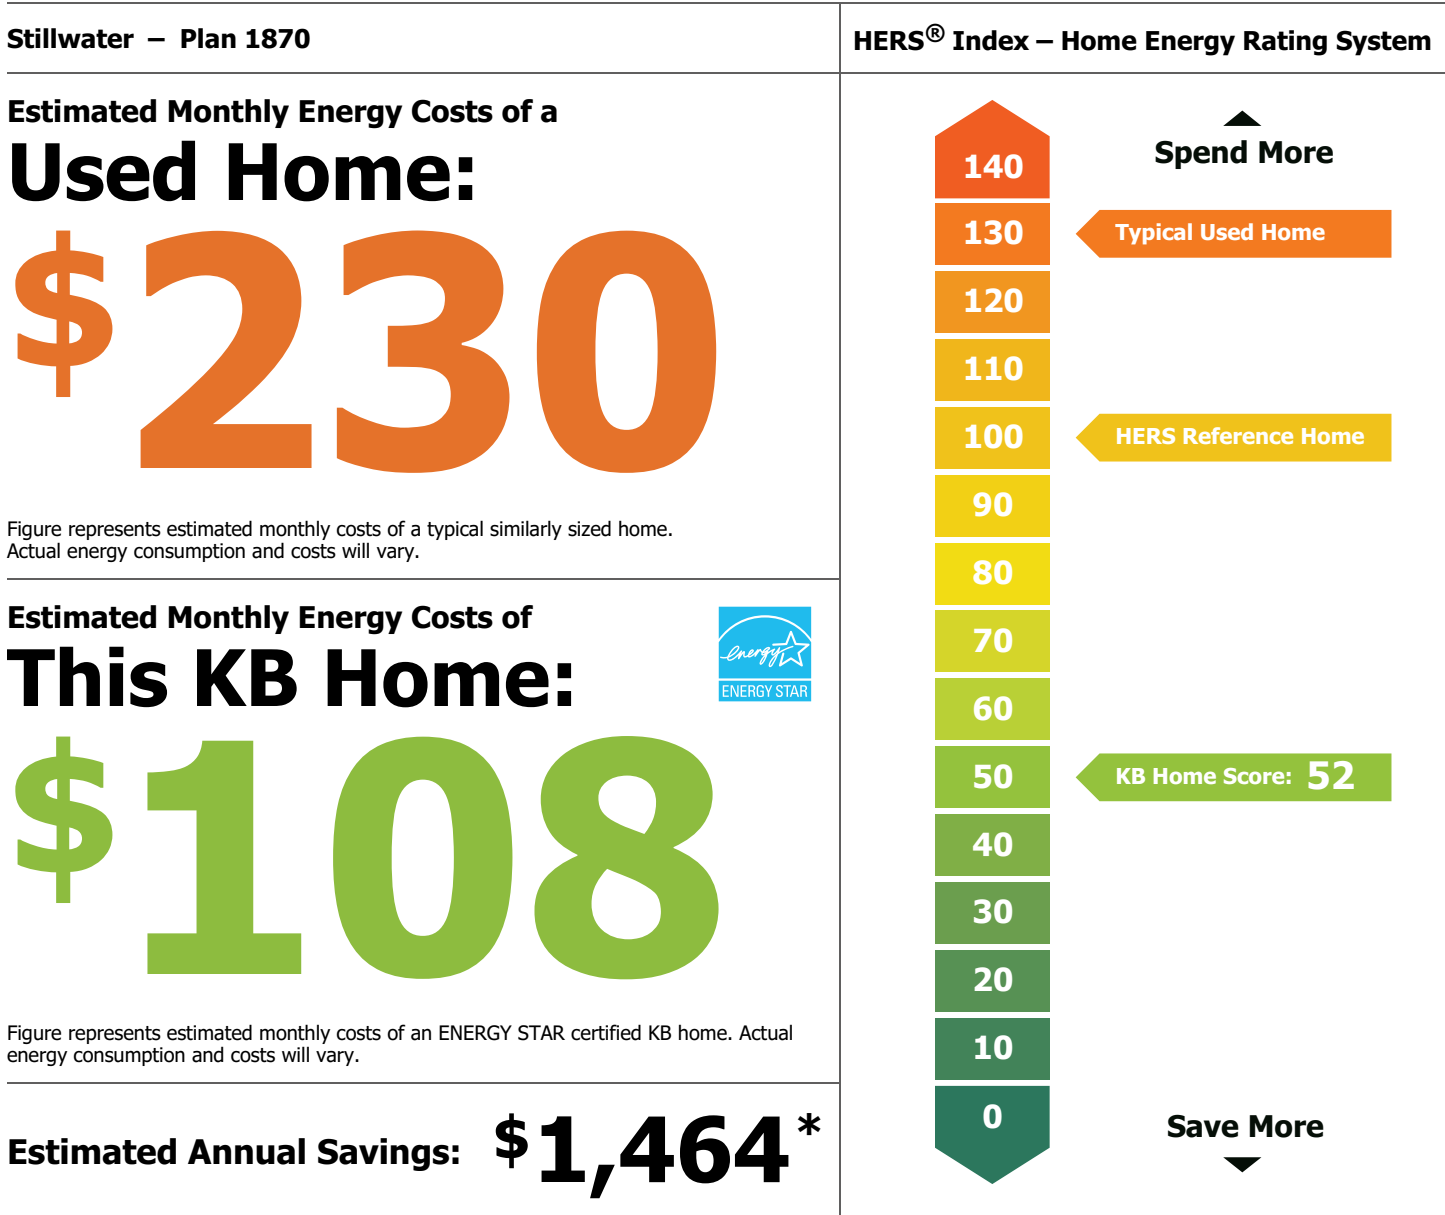 Stillwater – Plan 1870
Estimated Monthly Energy Costs of a
Used Home:
$230
Figure represents estimated monthly costs of a typical similarly sized home.
Actual energy consumption and costs will vary.
Estimated Monthly Energy Costs of
This KB Home:
energy
ENERGY STAR
$108
Figure represents estimated monthly costs of an ENERGY STAR certified KB home. Actual
energy consumption and costs will vary.
Estimated Annual Savings: $1,464*
HERS® Index – Home Energy Rating System
Spend More
140
130 Typical Used Home
120
110
100 HERS Reference Home
90
80
70
60
50 KB Home Score: 52
40
30
20
10
0
Save More